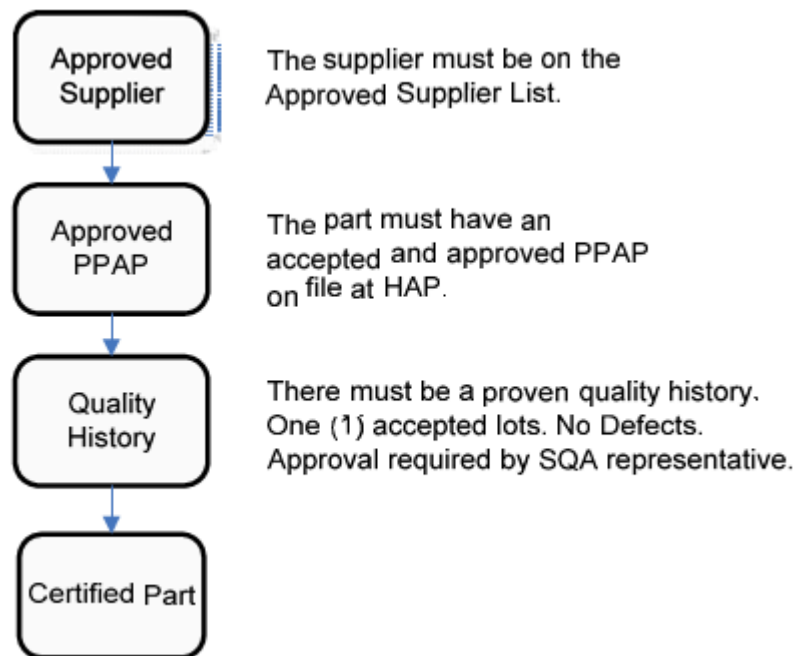 Approved
Supplier
The supplier must be on the
Approved Supplier List.
Approved
PPAP
The part must have an
accepted and approved PPAP
on file at HAP.
Quality
History
There must be a proven quality history.
One (1) accepted lots. No Defects.
Approval required by SQA representative.
Certified Part